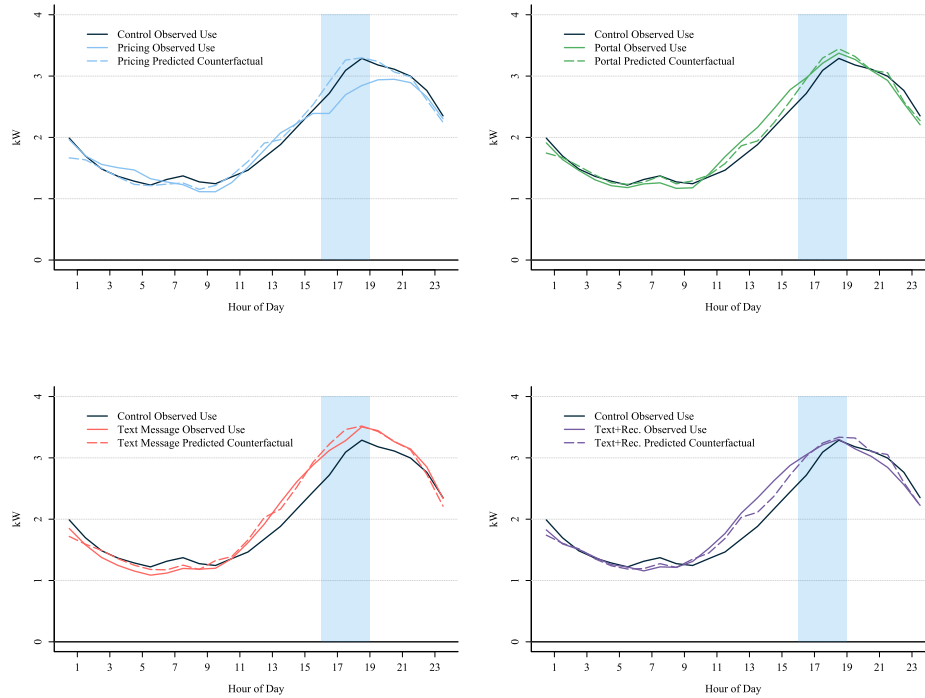 4
3
2
1
0
kW
Control Observed Use
Pricing Observed Use
Pricing Predicted Counterfactual
1 3 5 7 9 11 13 15 17 19 21 23
Hour of Day
4
3
2
1
0
kW
Control Observed Use
Portal Observed Use
Portal Predicted Counterfactual
1 3 5 7 9 11 13 15 17 19 21 23
Hour of Day
4
3
2
1
0
kW
Control Observed Use
Text Message Observed Use
Text Message Predicted Counterfactual
1 3 5 7 9 11 13 15 17 19 21 23
Hour of Day
4
3
2
1
0
kW
Control Observed Use
Text+Rec. Observed Use
Text+Rec. Predicted Counterfactual
1 3 5 7 9 11 13 15 17 19 21 23
Hour of Day